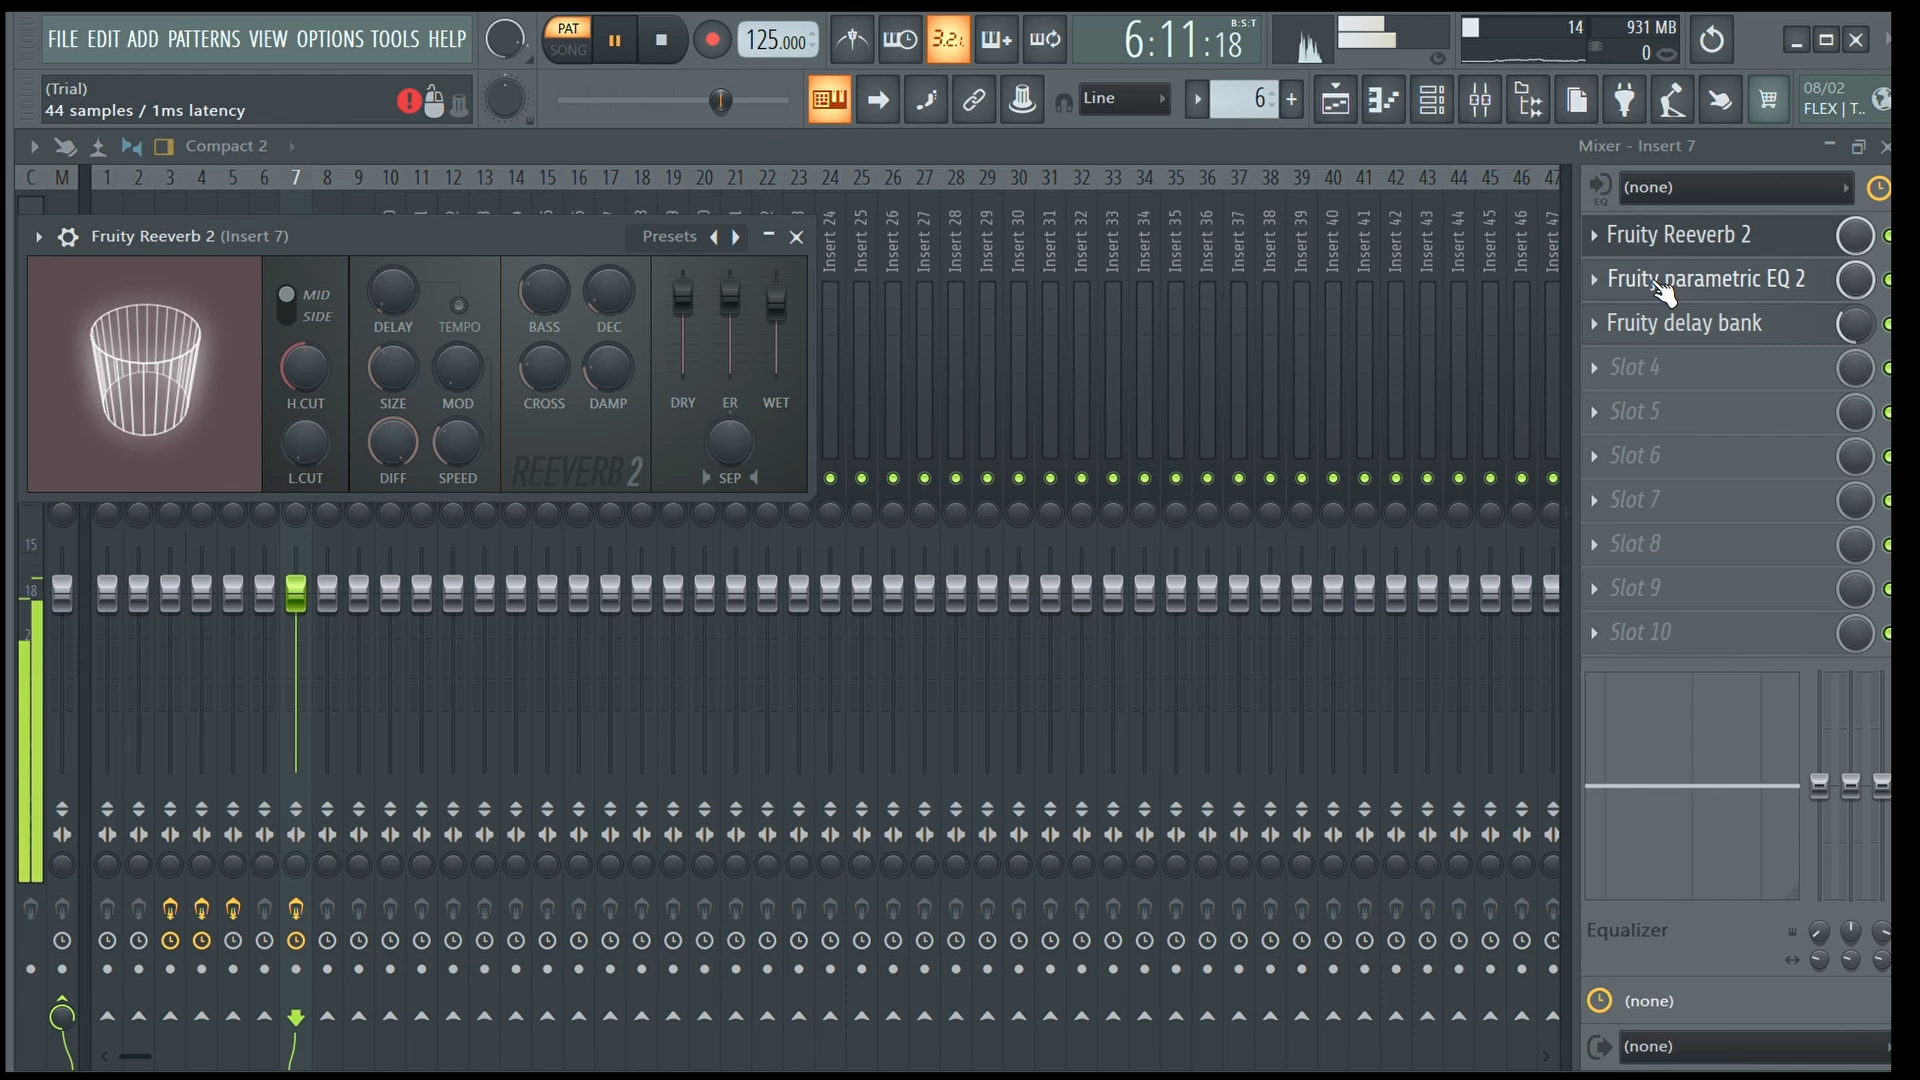 FILE EDIT ADD PATTERNS VIEW OPTIONS TOOLS HELP
PAT
SONG
125.000
3.2.
6:11:18
B:S:T
14
931 MB
0
(Trial)
44 samples / 1ms latency
Line
6
08/02
FLEX | T..
Compact 2
Mixer - Insert 7
C M 1 2 3 4 5 6 7 8 9 10 11 12 13 14 15 16 17 18 19 20 21 22 23 24 25 26 27 28 29 30 31 32 33 34 35 36 37 38 39 40 41 42 43 44 45 46 47
(none)
EQ
Fruity Reeverb 2 (Insert 7)
Presets
Insert 24
Insert 25
Insert 26
Insert 27
Insert 28
Insert 29
Insert 30
Insert 31
Insert 32
Insert 33
Insert 34
Insert 35
Insert 36
Insert 37
Insert 38
Insert 39
Insert 40
Insert 41
Insert 42
Insert 43
Insert 44
Insert 45
Insert 46
Insert 47
MID
SIDE
DELAY
TEMPO
BASS
DEC
H.CUT
SIZE
MOD
CROSS
DAMP
DRY
ER
WET
L.CUT
DIFF
SPEED
REEVERB 2
SEP
Fruity Reeverb 2
Fruity parametric EQ 2
Fruity delay bank
Slot 4
Slot 5
Slot 6
Slot 7
Slot 8
Slot 9
Slot 10
15
18
Equalizer
(none)
(none)